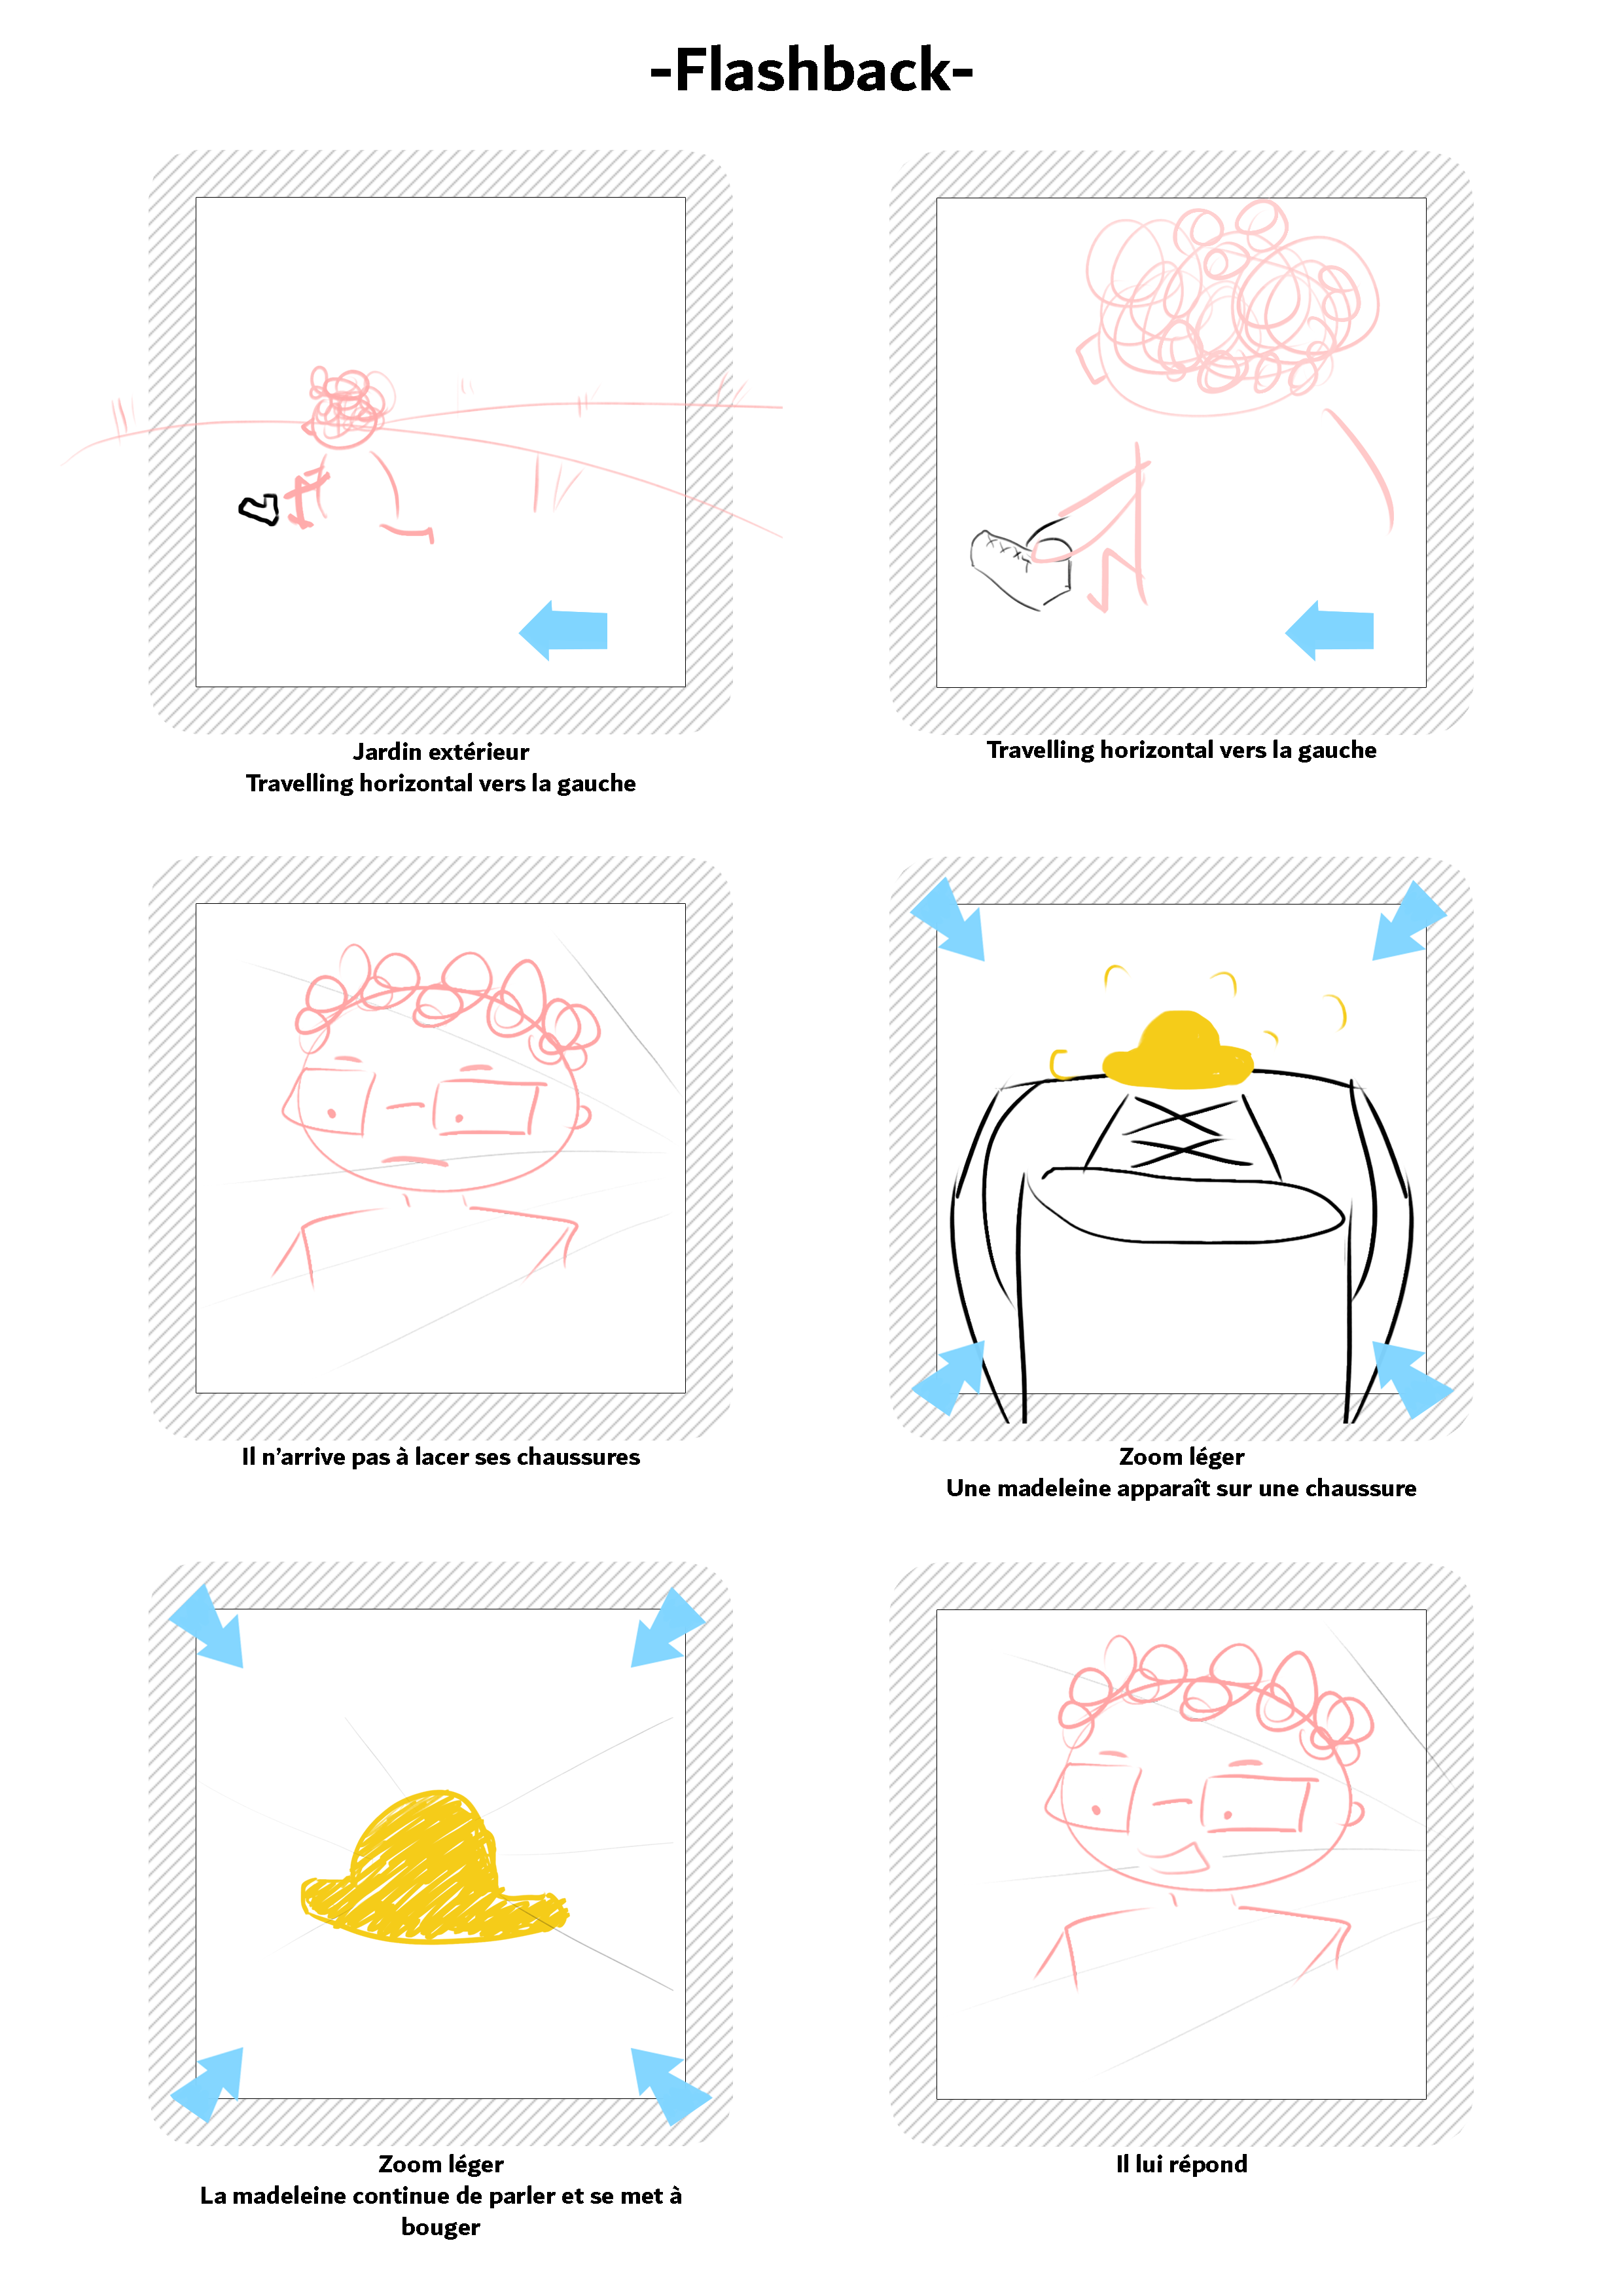 -Flashback-
Jardin extérieur
Travelling horizontal vers la gauche
Travelling horizontal vers la gauche
Il n’arrive pas à lacer ses chaussures
Zoom léger
Une madeleine apparaît sur une chaussure
Zoom léger
La madeleine continue de parler et se met à
bouger
Il lui répond